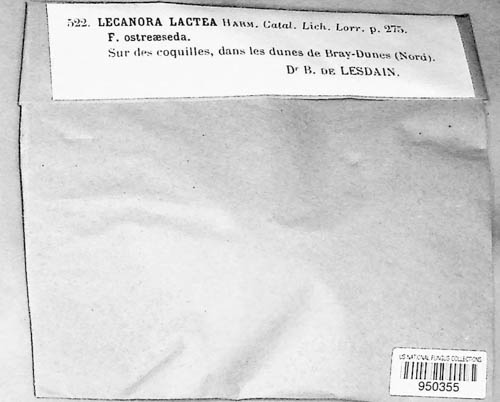 522. LECANORA LACTEA HARM. Catal. Lich. Lorr. p. 275.
F. ostreæseda.
Sur des coquilles, dans les dunes de Bray-Dunes (Nord).
Dr B. DE LESDAIN.
US NATIONAL FUNGUS COLLECTIONS
950355